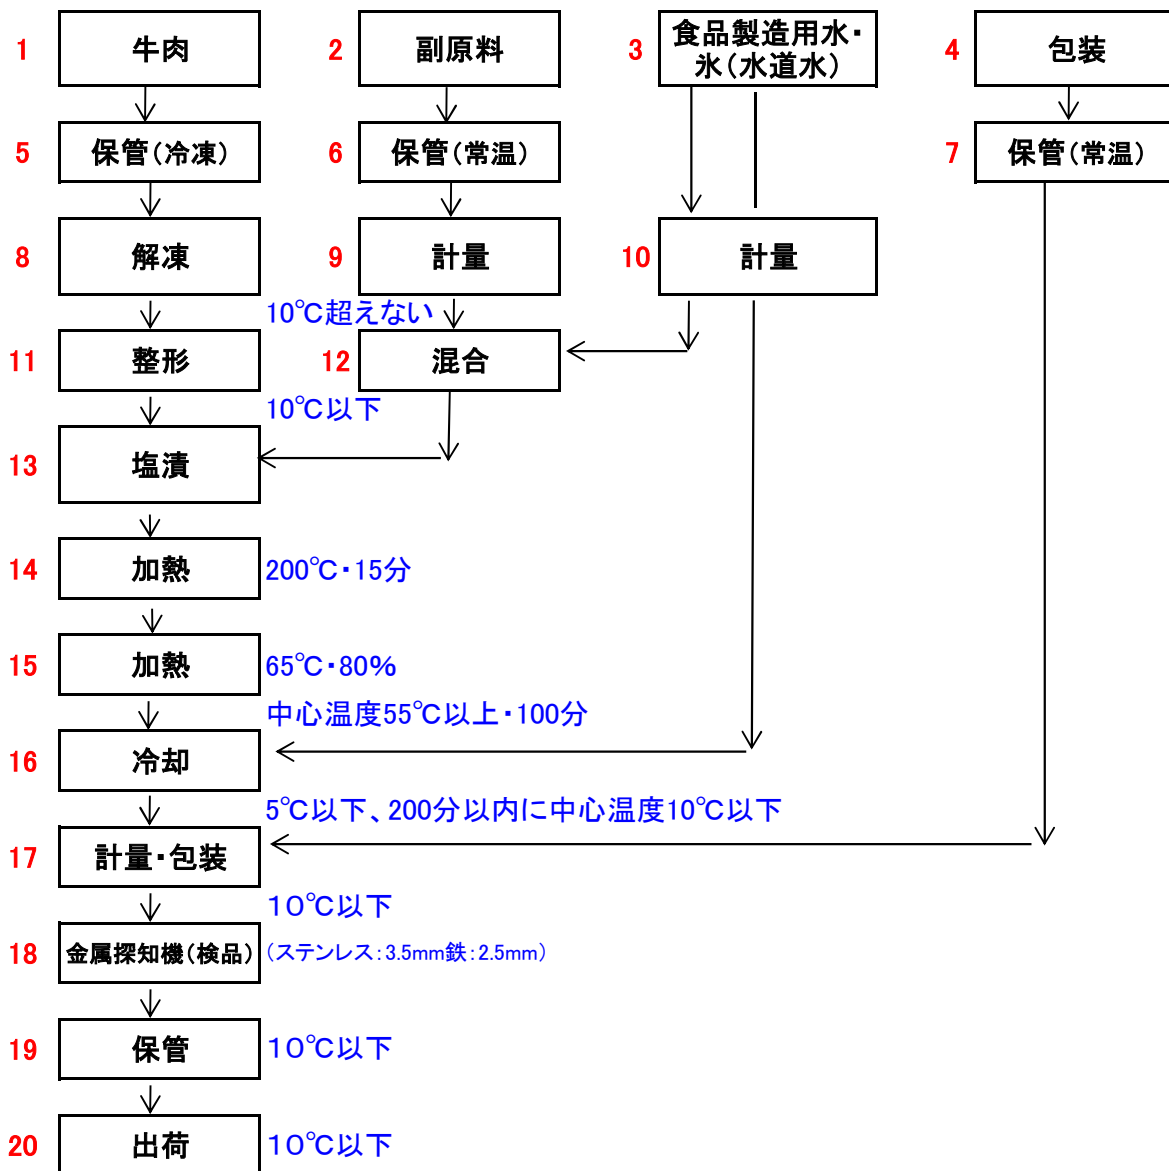 1 牛肉 2 副原料 3 食品製造用水・ 4 包装
氷(水道水)
5 保管(冷凍) 6 保管(常温) 7 保管(常温)
8 解凍 9 計量 10 計量
10℃超えない
11 整形 12 混合
10℃以下
13 塩漬
14 加熱 200℃・15分
15 加熱 65℃・80%
中心温度55℃以上・100分
16 冷却
5℃以下、200分以内に中心温度10℃以下
17 計量・包装
10℃以下
18 金属探知機(検品) (ステンレス:3.5mm鉄:2.5mm)
19 保管 10℃以下
20 出荷 10℃以下